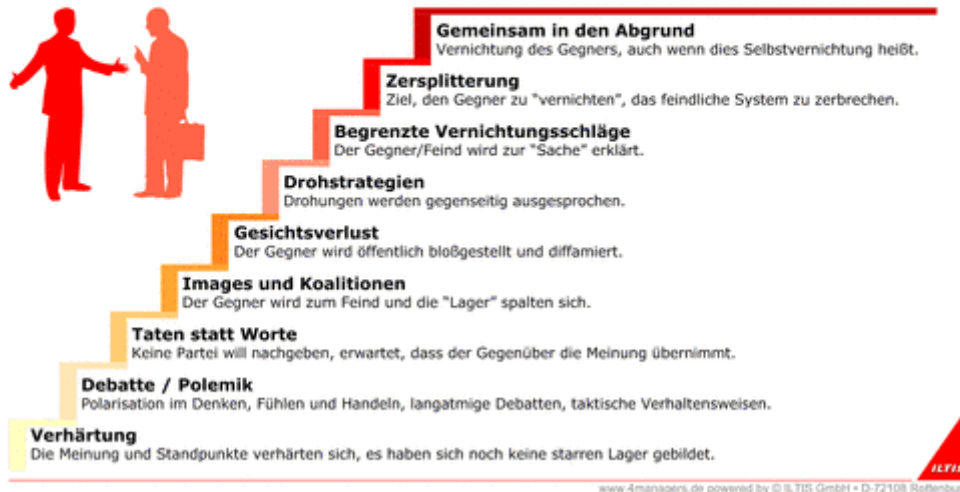 Gemeinsam in den Abgrund
Vernichtung des Gegners, auch wenn dies Selbstvernichtung heißt.
Zersplitterung
Ziel, den Gegner zu "vernichten", das feindliche System zu zerbrechen.
Begrenzte Vernichtungsschläge
Der Gegner/Feind wird zur "Sache" erklärt.
Drohstrategien
Drohungen werden gegenseitig ausgesprochen.
Gesichtsverlust
Der Gegner wird öffentlich bloßgestellt und diffamiert.
Images und Koalitionen
Der Gegner wird zum Feind und die "Lager" spalten sich.
Taten statt Worte
Keine Partei will nachgeben, erwartet, dass der Gegenüber die Meinung übernimmt.
Debatte / Polemik
Polarisation im Denken, Fühlen und Handeln, langatmige Debatten, taktische Verhaltensweisen.
Verhärtung
Die Meinung und Standpunkte verhärten sich, es haben sich noch keine starren Lager gebildet.
ILTIS
www.4managers.de powered by © ILTIS GmbH • D-72108 Rottenburg